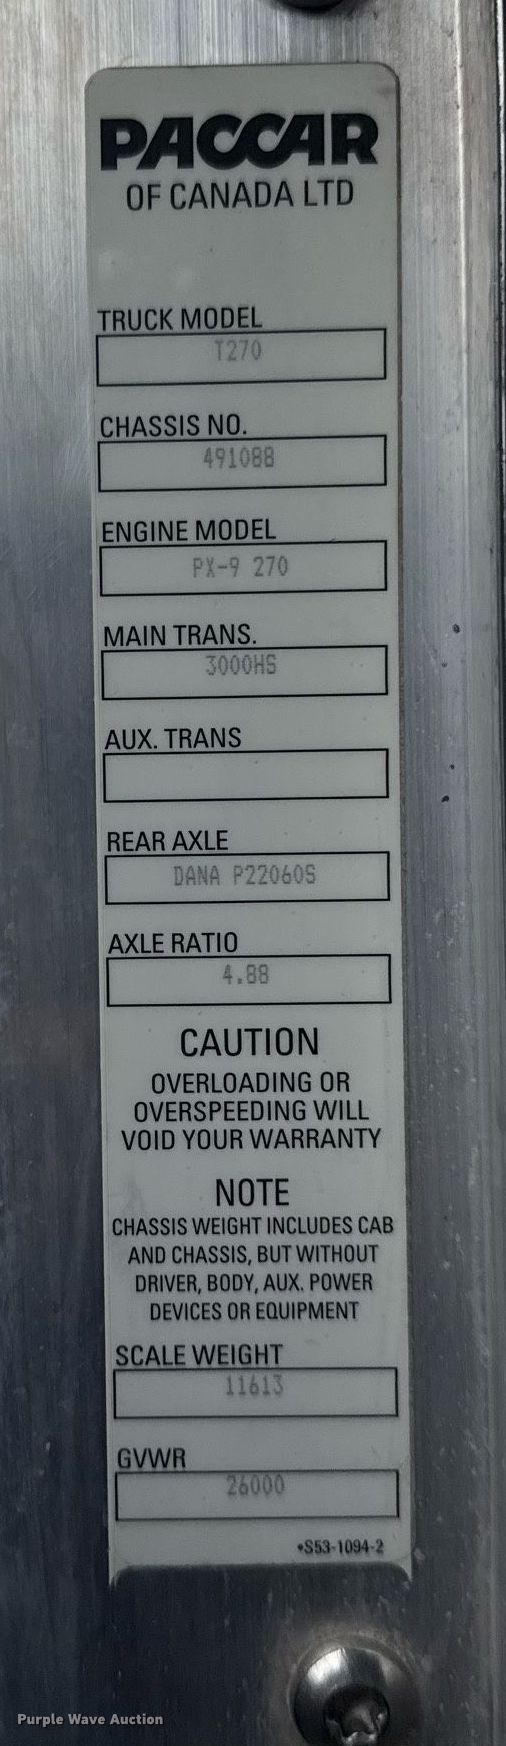 PACCAR
OF CANADA LTD
TRUCK MODEL
T270
CHASSIS NO.
491088
ENGINE MODEL
PX-9 270
MAIN TRANS.
3000HS
AUX. TRANS
REAR AXLE
DANA P22060S
AXLE RATIO
4.88
CAUTION
OVERLOADING OR
OVERSPEEDING WILL
VOID YOUR WARRANTY
NOTE
CHASSIS WEIGHT INCLUDES CAB
AND CHASSIS, BUT WITHOUT
DRIVER, BODY, AUX. POWER
DEVICES OR EQUIPMENT
SCALE WEIGHT
11613
GVWR
26000
•S53-1094-2
Purple Wave Auction